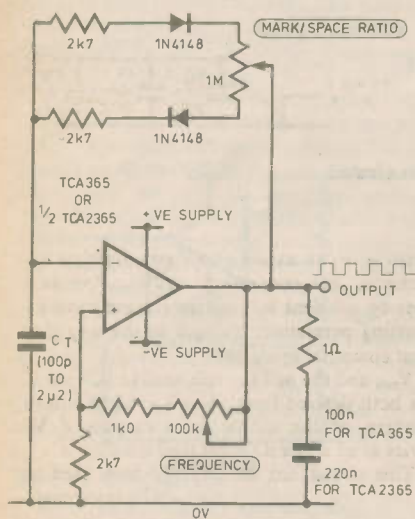 MARK/SPACE RATIO
2k7
1N4148
1M
2k7
1N4148
TCA365
OR
½ TCA2365
+VE SUPPLY
−
+
OUTPUT
CT
(100p
TO
2µ2)
−VE SUPPLY
1Ω
1k0
100k
100n
FOR TCA365
2k7
FREQUENCY
220n
FOR TCA2365
0V